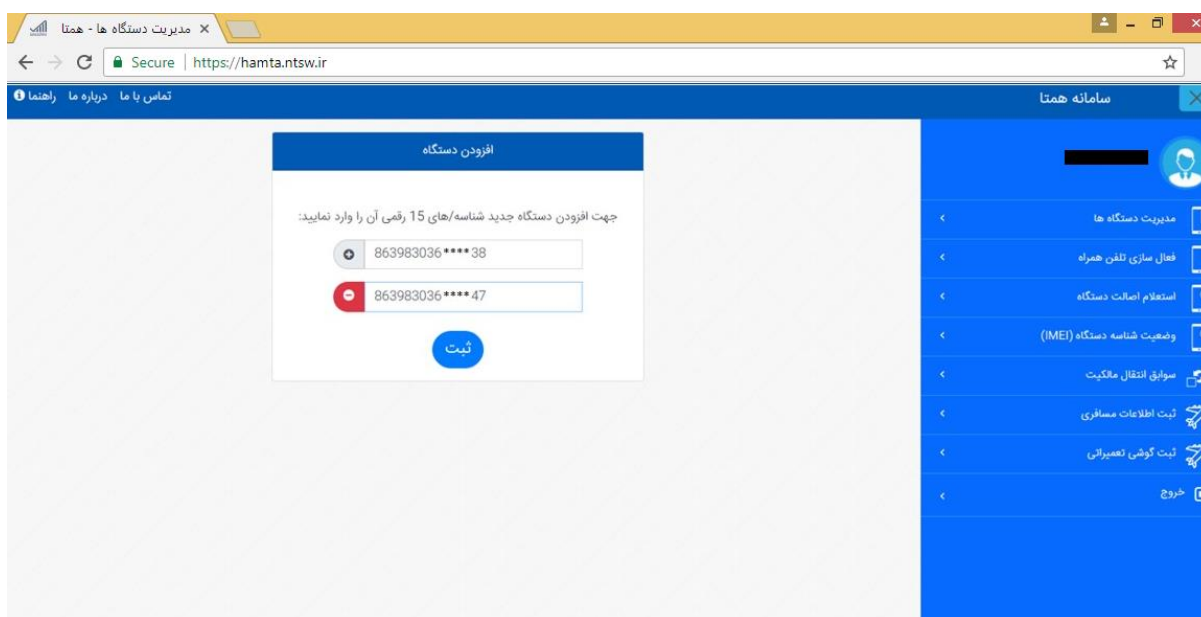 مدیریت دستگاه ها - همتا
Secure | https://hamta.ntsw.ir
سامانه همتا
تماس با ما درباره ما راهنما
افزودن دستگاه
جهت افزودن دستگاه جدید شناسه/های 15 رقمی آن را وارد نمایید:
863983036****38
863983036****47
ثبت
مدیریت دستگاه ها
فعال سازی تلفن همراه
استعلام اصالت دستگاه
وضعیت شناسه دستگاه (IMEI)
سوابق انتقال مالکیت
ثبت اطلاعات مسافری
ثبت گوشی تعمیراتی
خروج